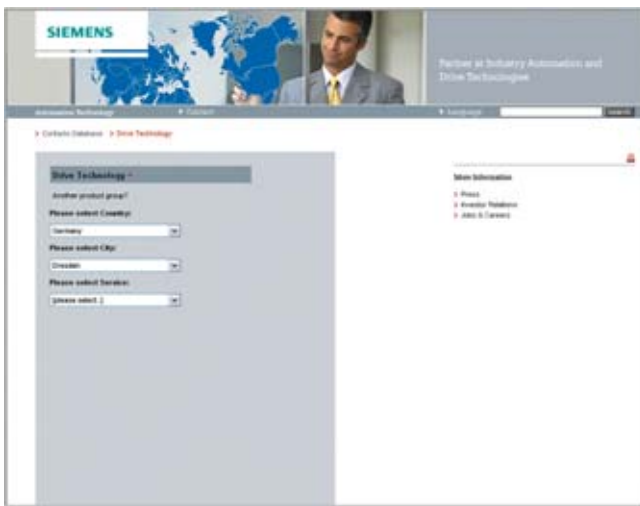 SIEMENS
Partner at Industry Automation and
Drive Technologies
Automation Technology
Contact
Language
Search
Contacts Database
Drive Technology
Drive Technology
Another product group?
Please select Country:
Germany
Please select City:
Dresden
Please select Service:
[please select..]
More Information
Press
Investor Relations
Jobs & Careers